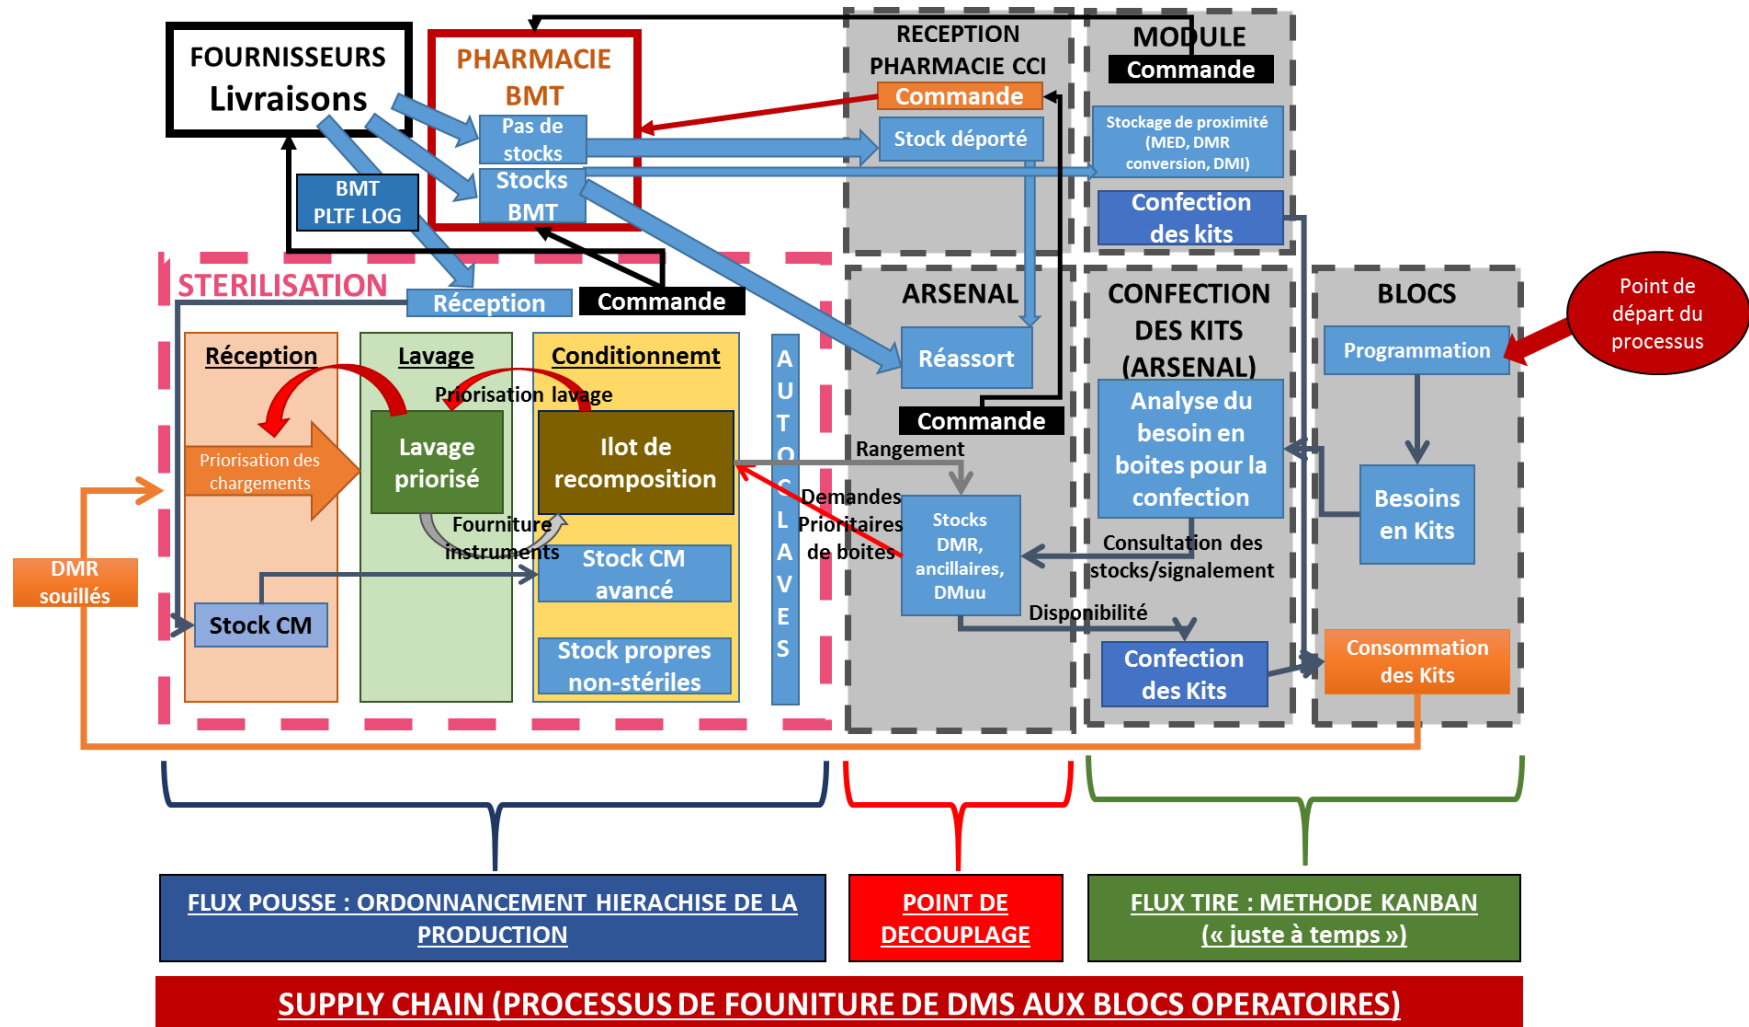 FOURNISSEURS
Livraisons
PHARMACIE
BMT
Pas de
stocks
Stocks
BMT
BMT
PLTF LOG
RECEPTION
PHARMACIE CCI
Commande
Stock déporté
MODULE
Commande
Stockage de proximité
(MED, DMR
conversion, DMI)
Confection
des kits
STERILISATION
Réception
Commande
Réception
Lavage
Conditionnemt
Priorisation lavage
Priorisation des
chargements
Lavage
priorisé
Ilot de
recomposition
Fourniture
instruments
Stock CM
avancé
Stock CM
Stock propres
non-stériles
A
U
T
O
C
L
A
V
E
S
DMR
souillés
ARSENAL
Réassort
Commande
Rangement
Demandes
Prioritaires
de boites
Stocks
DMR,
ancillaires,
DMuu
Disponibilité
CONFECTION
DES KITS
(ARSENAL)
Analyse du
besoin en
boites pour la
confection
Consultation des
stocks/signalement
Confection
des Kits
BLOCS
Programmation
Besoins
en Kits
Consommation
des Kits
Point de
départ du
processus
FLUX POUSSE : ORDONNANCEMENT HIERACHISE DE LA
PRODUCTION
POINT DE
DECOUPLAGE
FLUX TIRE : METHODE KANBAN
(« juste à temps »)
SUPPLY CHAIN (PROCESSUS DE FOUNITURE DE DMS AUX BLOCS OPERATOIRES)